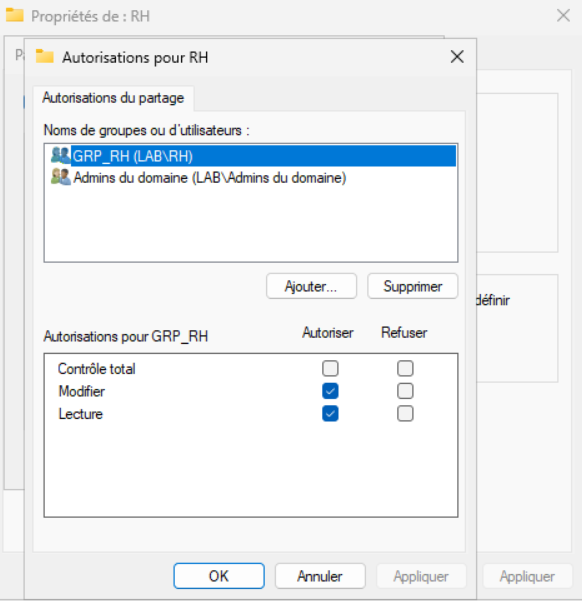 Propriétés de : RH
P
Autorisations pour RH
Autorisations du partage
Noms de groupes ou d'utilisateurs :
GRP_RH (LAB\RH)
Admins du domaine (LAB\Admins du domaine)
Ajouter...
Supprimer
définir
Autorisations pour GRP_RH
Autoriser
Refuser
Contrôle total
Modifier
Lecture
OK
Annuler
Appliquer
Appliquer